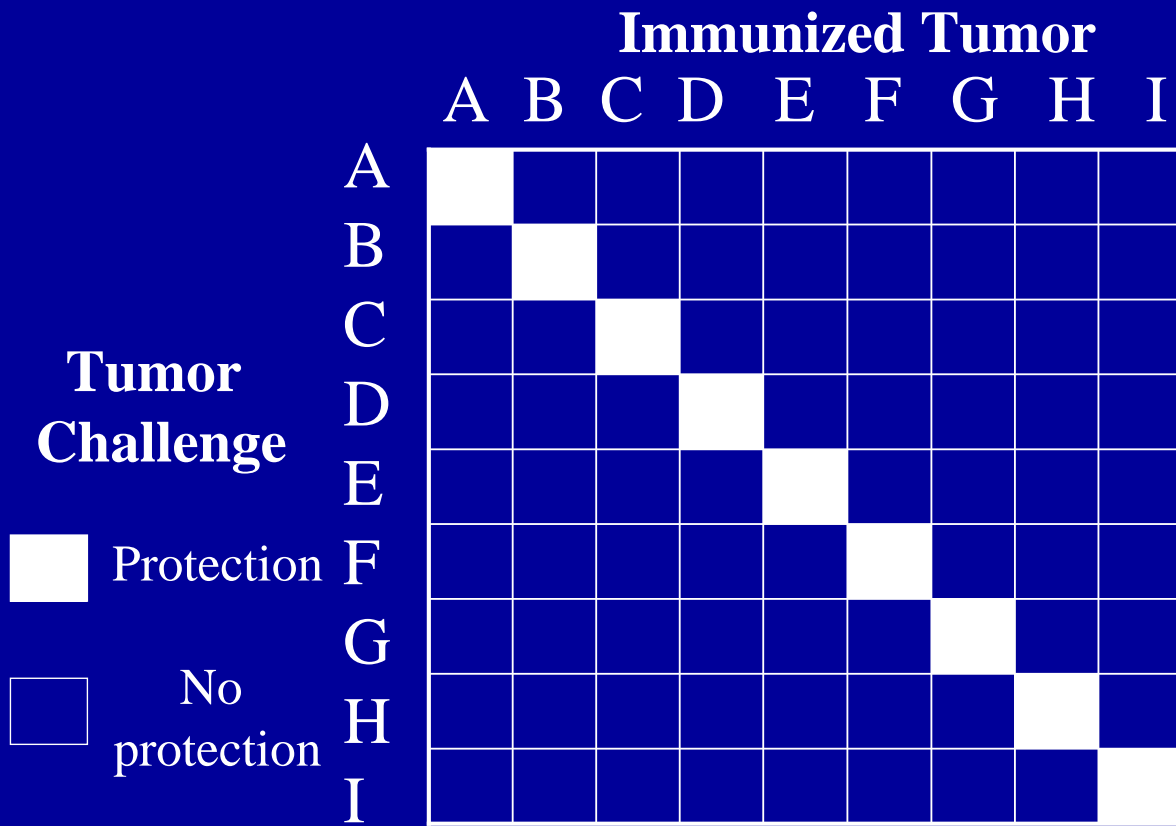 Immunized Tumor
A B C D E F G H I
A
B
C
D
E
F
G
H
I
Tumor
Challenge
Protection
No
protection